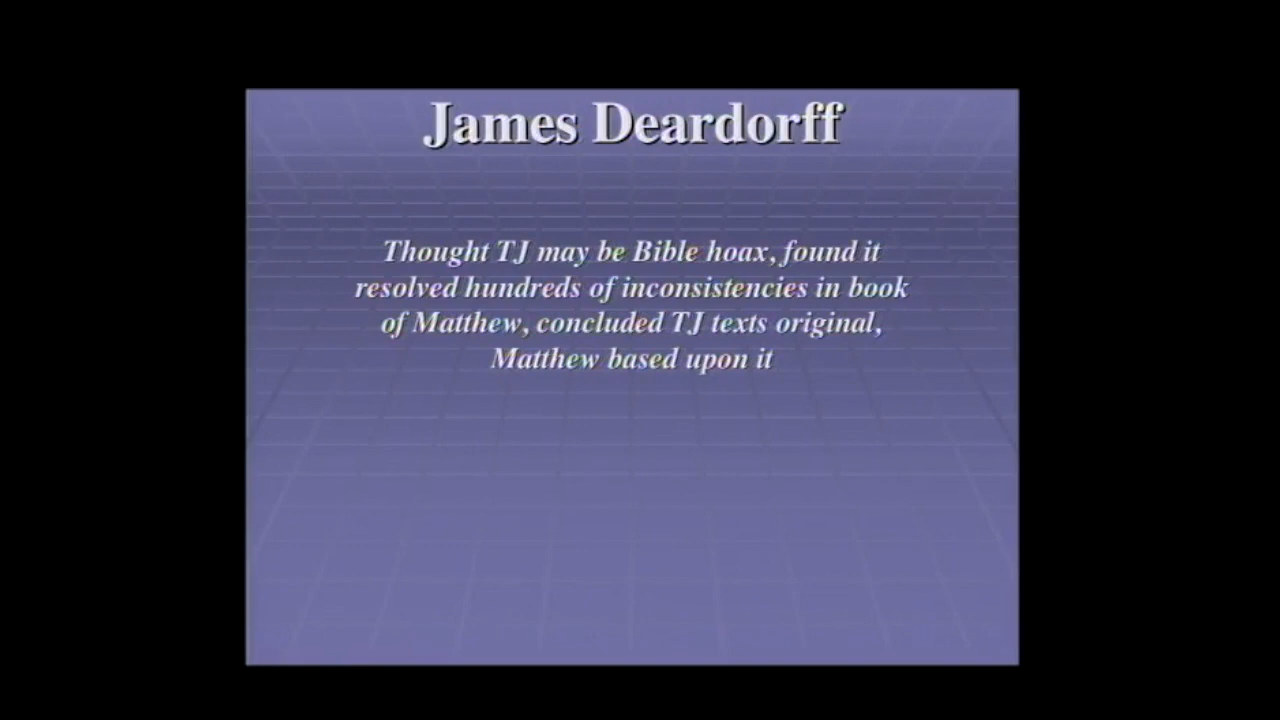 James Deardorff
Thought TJ may be Bible hoax, found it
resolved hundreds of inconsistencies in book
of Matthew, concluded TJ texts original,
Matthew based upon it